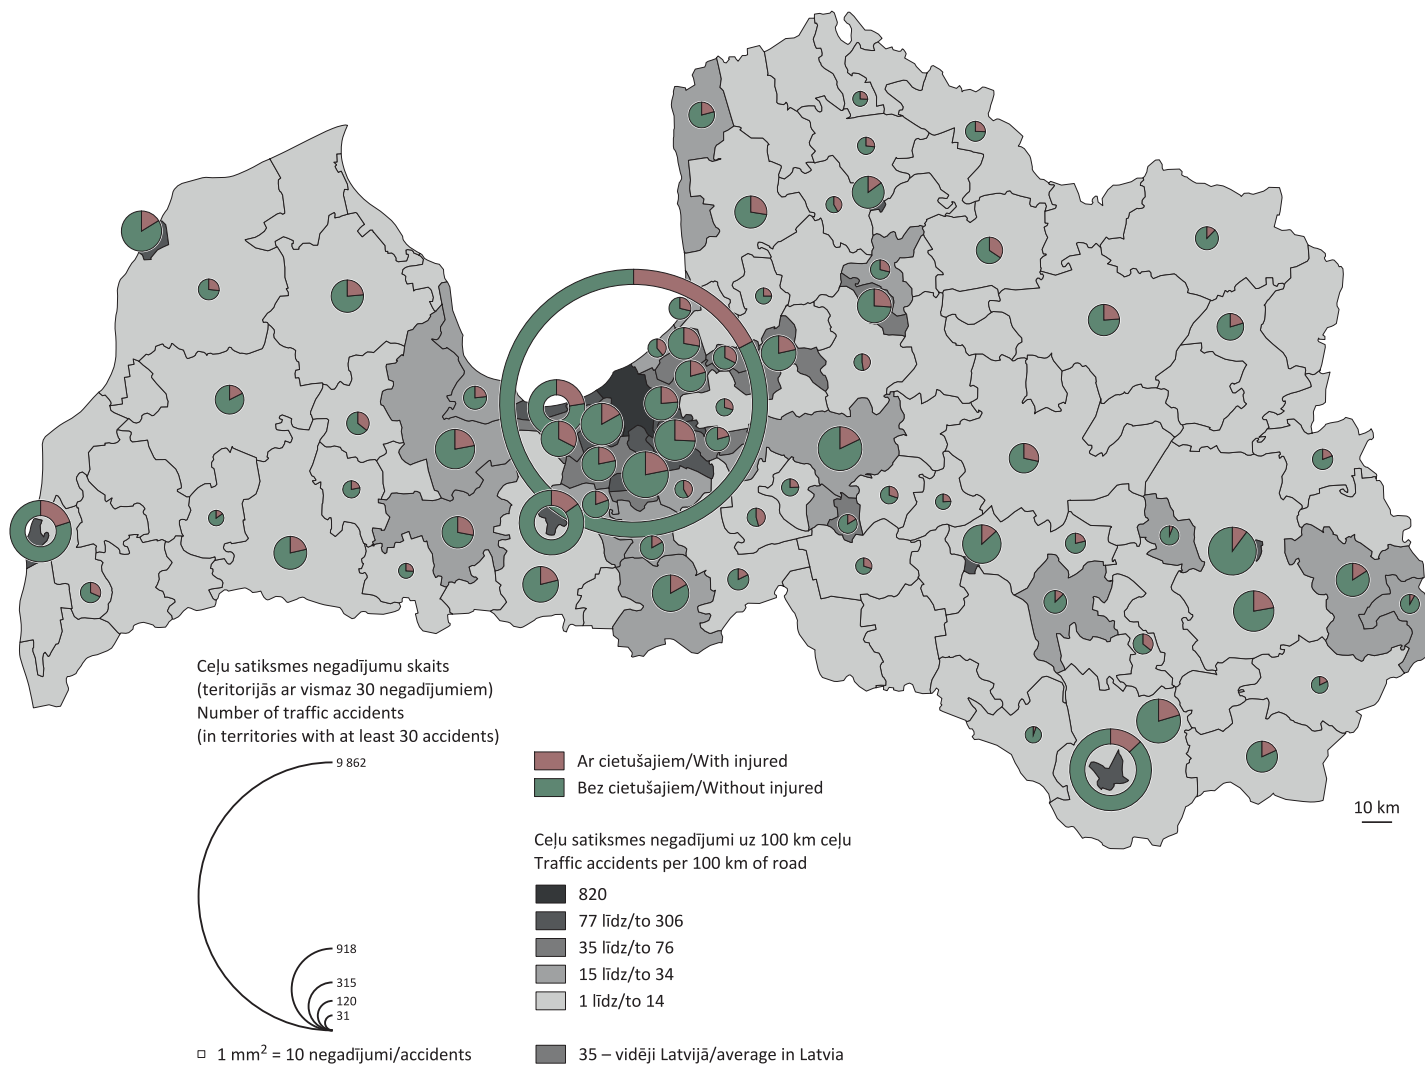 Ceļu satiksmes negadījumu skaits
(teritorijās ar vismaz 30 negadījumiem)
Number of traffic accidents
(in territories with at least 30 accidents)
9 862
918
315
120
31
1 mm² = 10 negadījumi/accidents
Ar cietušajiem/With injured
Bez cietušajiem/Without injured
Ceļu satiksmes negadījumi uz 100 km ceļu
Traffic accidents per 100 km of road
820
77 līdz/to 306
35 līdz/to 76
15 līdz/to 34
1 līdz/to 14
35 – vidēji Latvijā/average in Latvia
10 km